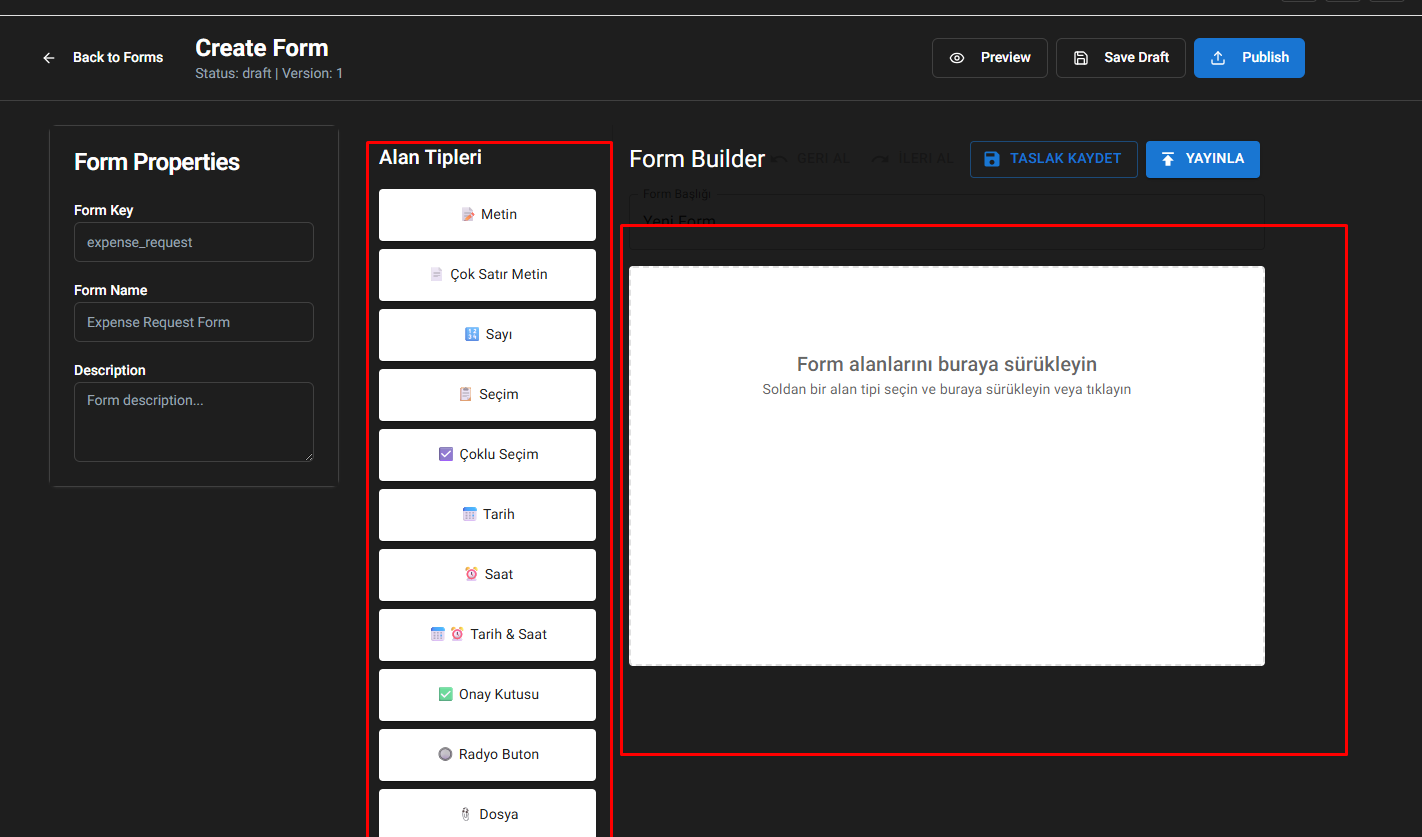 Back to Forms
Create Form
Status: draft | Version: 1
Preview
Save Draft
Publish
Form Properties
Form Key
expense_request
Form Name
Expense Request Form
Description
Form description...
Alan Tipleri
Metin
Çok Satır Metin
Sayı
Seçim
Çoklu Seçim
Tarih
Saat
Tarih & Saat
Onay Kutusu
Radyo Buton
Dosya
Form Builder
GERİ AL
İLERİ AL
TASLAK KAYDET
YAYINLA
Form Başlığı
Yeni Form
Form alanlarını buraya sürükleyin
Soldan bir alan tipi seçin ve buraya sürükleyin veya tıklayın